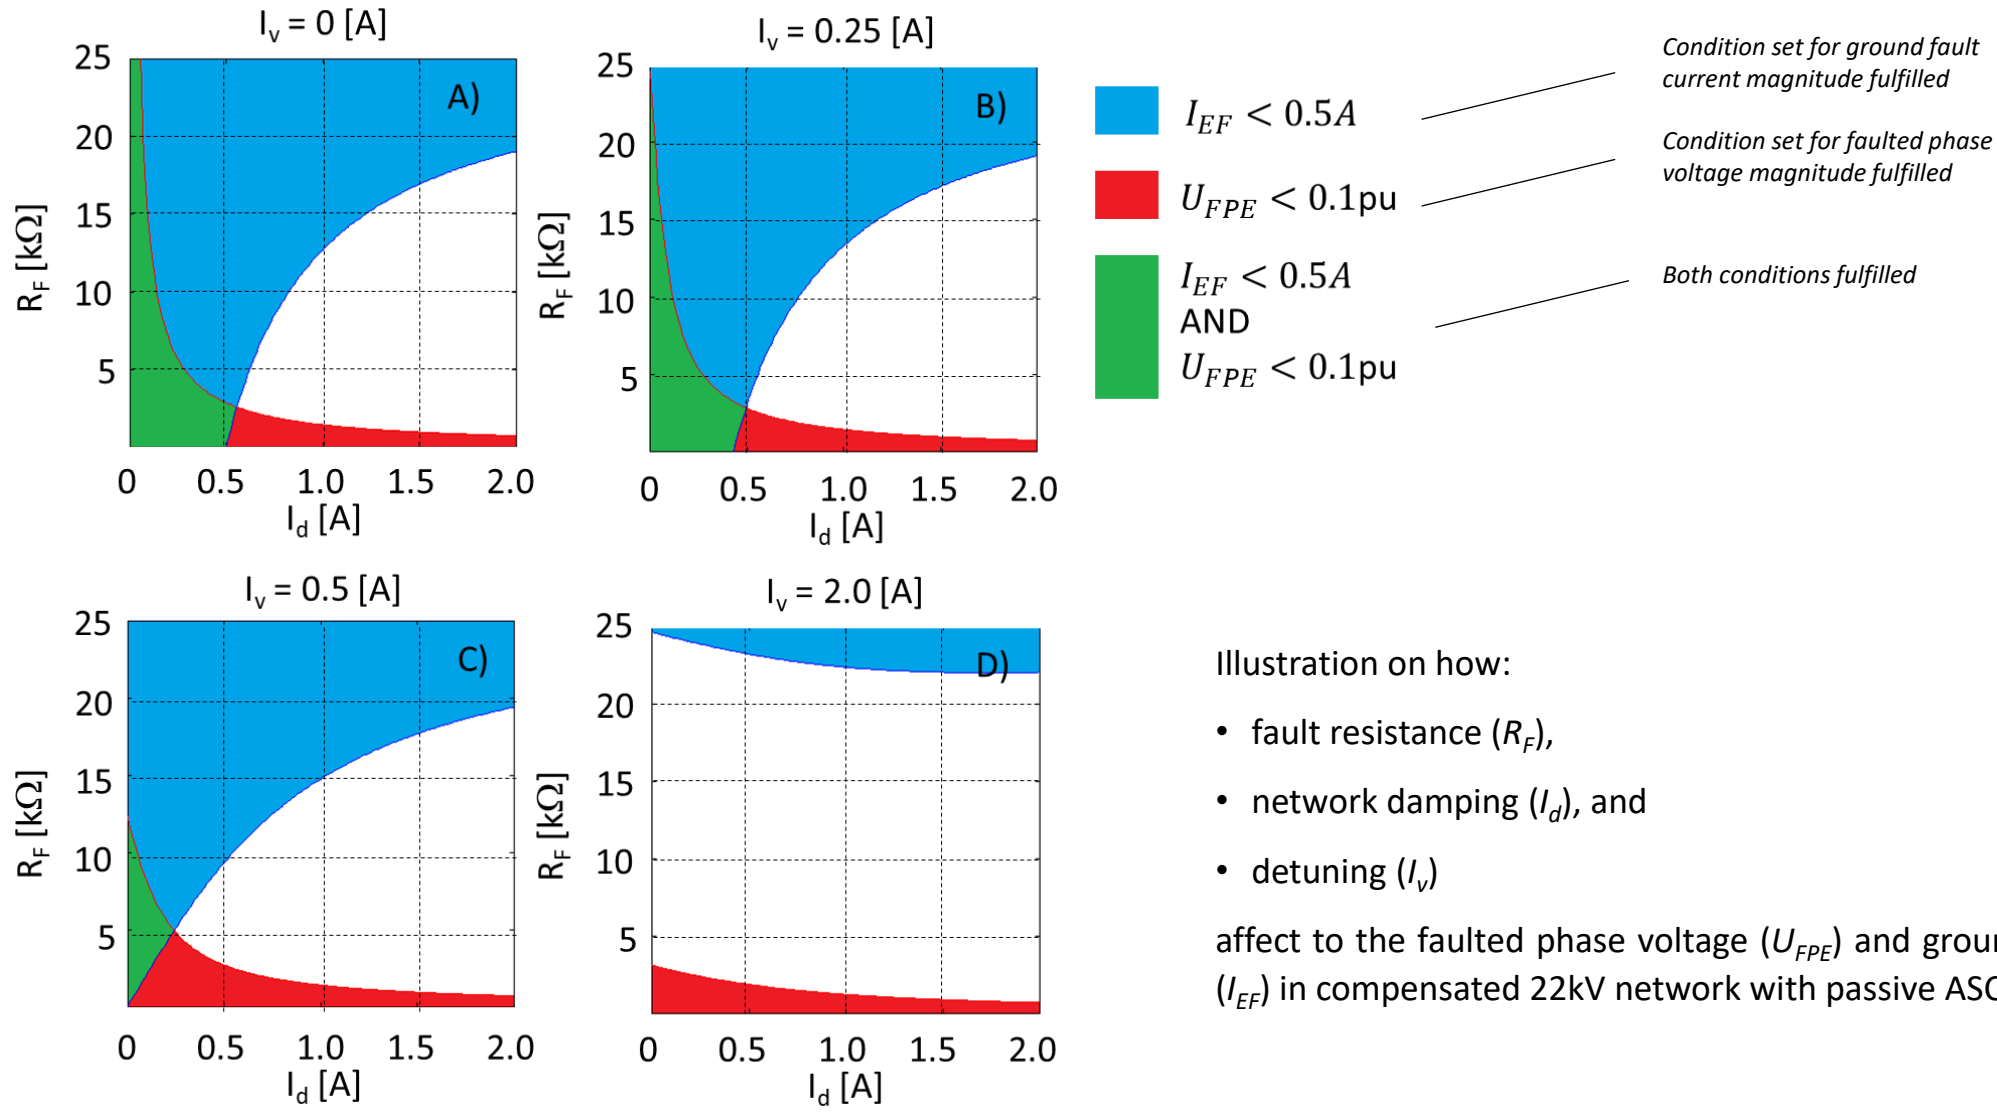 I_v = 0 [A]
A)
25
20
15
10
5
R_F [kΩ]
0 0.5 1.0 1.5 2.0
I_d [A]
I_v = 0.25 [A]
B)
25
20
15
10
5
R_F [kΩ]
0 0.5 1.0 1.5 2.0
I_d [A]
I_EF < 0.5A
U_FPE < 0.1pu
I_EF < 0.5A
AND
U_FPE < 0.1pu
Condition set for ground fault
current magnitude fulfilled
Condition set for faulted phase
voltage magnitude fulfilled
Both conditions fulfilled
I_v = 0.5 [A]
C)
25
20
15
10
5
R_F [kΩ]
0 0.5 1.0 1.5 2.0
I_d [A]
I_v = 2.0 [A]
D)
25
20
15
10
5
R_F [kΩ]
0 0.5 1.0 1.5 2.0
I_d [A]
Illustration on how:
• fault resistance (R_F),
• network damping (I_d), and
• detuning (I_v)
affect to the faulted phase voltage (U_FPE) and groun
(I_EF) in compensated 22kV network with passive ASC